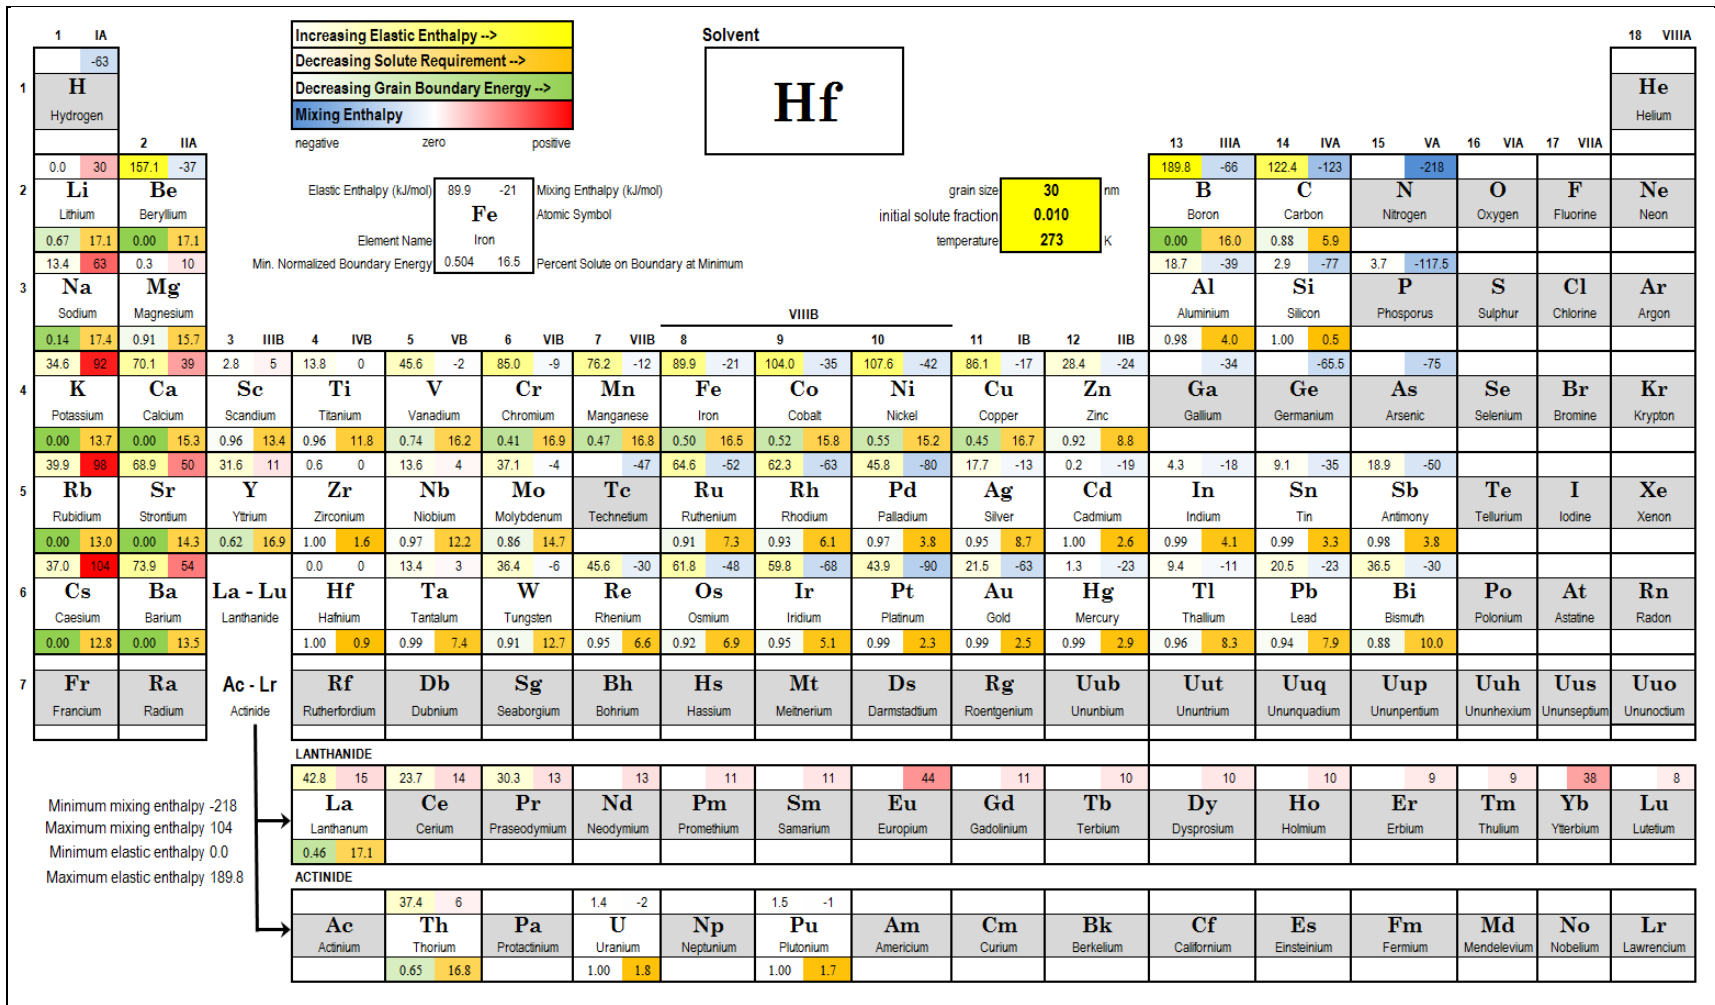 1 IA
18 VIIIA
Increasing Elastic Enthalpy -->
Decreasing Solute Requirement -->
Decreasing Grain Boundary Energy -->
Mixing Enthalpy
negative zero positive
Solvent
Hf
-63
1 H He
Hydrogen Helium
2 IIA 13 IIIA 14 IVA 15 VA 16 VIA 17 VIIA
0.0 30 157.1 -37 189.8 -66 122.4 -123 -218
2 Li Be B C N O F Ne
Lithium Beryllium Boron Carbon Nitrogen Oxygen Fluorine Neon
0.67 17.1 0.00 17.1 0.00 16.0 0.88 5.9
Elastic Enthalpy (kJ/mol) 89.9 -21 Mixing Enthalpy (kJ/mol)
Fe Atomic Symbol
Element Name Iron
Min. Normalized Boundary Energy 0.504 16.5 Percent Solute on Boundary at Minimum
grain size 30 nm
initial solute fraction 0.010
temperature 273 K
13.4 63 0.3 10 18.7 -39 2.9 -77 3.7 -117.5
3 Na Mg Al Si P S Cl Ar
Sodium Magnesium Aluminium Silicon Phosporus Sulphur Chlorine Argon
0.14 17.4 0.91 15.7 0.98 4.0 1.00 0.5
VIIIB
3 IIIB 4 IVB 5 VB 6 VIB 7 VIIB 8 9 10 11 IB 12 IIB
34.6 92 70.1 39 2.8 5 13.8 0 45.6 -2 85.0 -9 76.2 -12 89.9 -21 104.0 -35 107.6 -42 86.1 -17 28.4 -24 -34 -65.5 -75
4 K Ca Sc Ti V Cr Mn Fe Co Ni Cu Zn Ga Ge As Se Br Kr
Potassium Calcium Scandium Titanium Vanadium Chromium Manganese Iron Cobalt Nickel Copper Zinc Gallium Germanium Arsenic Selenium Bromine Krypton
0.00 13.7 0.00 15.3 0.96 13.4 0.96 11.8 0.74 16.2 0.41 16.9 0.47 16.8 0.50 16.5 0.52 15.8 0.55 15.2 0.45 16.7 0.92 8.8
39.9 98 68.9 50 31.6 11 0.6 0 13.6 4 37.1 -4 -47 64.6 -52 62.3 -63 45.8 -80 17.7 -13 0.2 -19 4.3 -18 9.1 -35 18.9 -50
5 Rb Sr Y Zr Nb Mo Tc Ru Rh Pd Ag Cd In Sn Sb Te I Xe
Rubidium Strontium Yttrium Zirconium Niobium Molybdenum Technetium Ruthenium Rhodium Palladium Silver Cadmium Indium Tin Antimony Tellurium Iodine Xenon
0.00 13.0 0.00 14.3 0.62 16.9 1.00 1.6 0.97 12.2 0.86 14.7 0.91 7.3 0.93 6.1 0.97 3.8 0.95 8.7 1.00 2.6 0.99 4.1 0.99 3.3 0.98 3.8
37.0 104 73.9 54 0.0 0 13.4 3 36.4 -6 45.6 -30 61.8 -48 59.8 -68 43.9 -90 21.5 -63 1.3 -23 9.4 -11 20.5 -23 36.5 -30
6 Cs Ba La - Lu Hf Ta W Re Os Ir Pt Au Hg Tl Pb Bi Po At Rn
Caesium Barium Lanthanide Hafnium Tantalum Tungsten Rhenium Osmium Iridium Platinum Gold Mercury Thallium Lead Bismuth Polonium Astatine Radon
0.00 12.8 0.00 13.5 1.00 0.9 0.99 7.4 0.91 12.7 0.95 6.6 0.92 6.9 0.95 5.1 0.99 2.3 0.99 2.5 0.99 2.9 0.96 8.3 0.94 7.9 0.88 10.0
7 Fr Ra Ac - Lr Rf Db Sg Bh Hs Mt Ds Rg Uub Uut Uuq Uup Uuh Uus Uuo
Francium Radium Actinide Rutherfordium Dubnium Seaborgium Bohrium Hassium Meitnerium Darmstadtium Roentgenium Ununbium Ununtrium Ununquadium Ununpentium Ununhexium Ununseptium Ununoctium
LANTHANIDE
42.8 15 23.7 14 30.3 13 13 11 11 44 11 10 10 10 9 9 38 8
La Ce Pr Nd Pm Sm Eu Gd Tb Dy Ho Er Tm Yb Lu
Lanthanum Cerium Praseodymium Neodymium Promethium Samarium Europium Gadolinium Terbium Dysprosium Holmium Erbium Thulium Ytterbium Lutetium
0.46 17.1
Minimum mixing enthalpy -218
Maximum mixing enthalpy 104
Minimum elastic enthalpy 0.0
Maximum elastic enthalpy 189.8
ACTINIDE
37.4 6 1.4 -2 1.5 -1
Ac Th Pa U Np Pu Am Cm Bk Cf Es Fm Md No Lr
Actinium Thorium Protactinium Uranium Neptunium Plutonium Americium Curium Berkelium Californium Einsteinium Fermium Mendelevium Nobelium Lawrencium
0.65 16.8 1.00 1.8 1.00 1.7